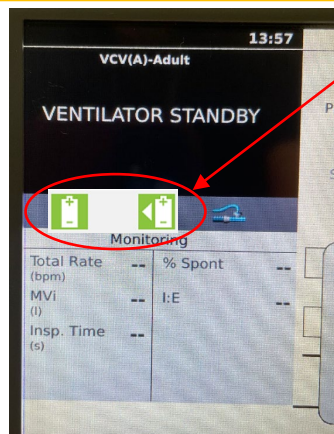 13:57
VCV(A)-Adult
VENTILATOR STANDBY
Monitoring
Total Rate -- % Spont --
(bpm)
MVi -- I:E --
(l)
Insp. Time --
(s)
P